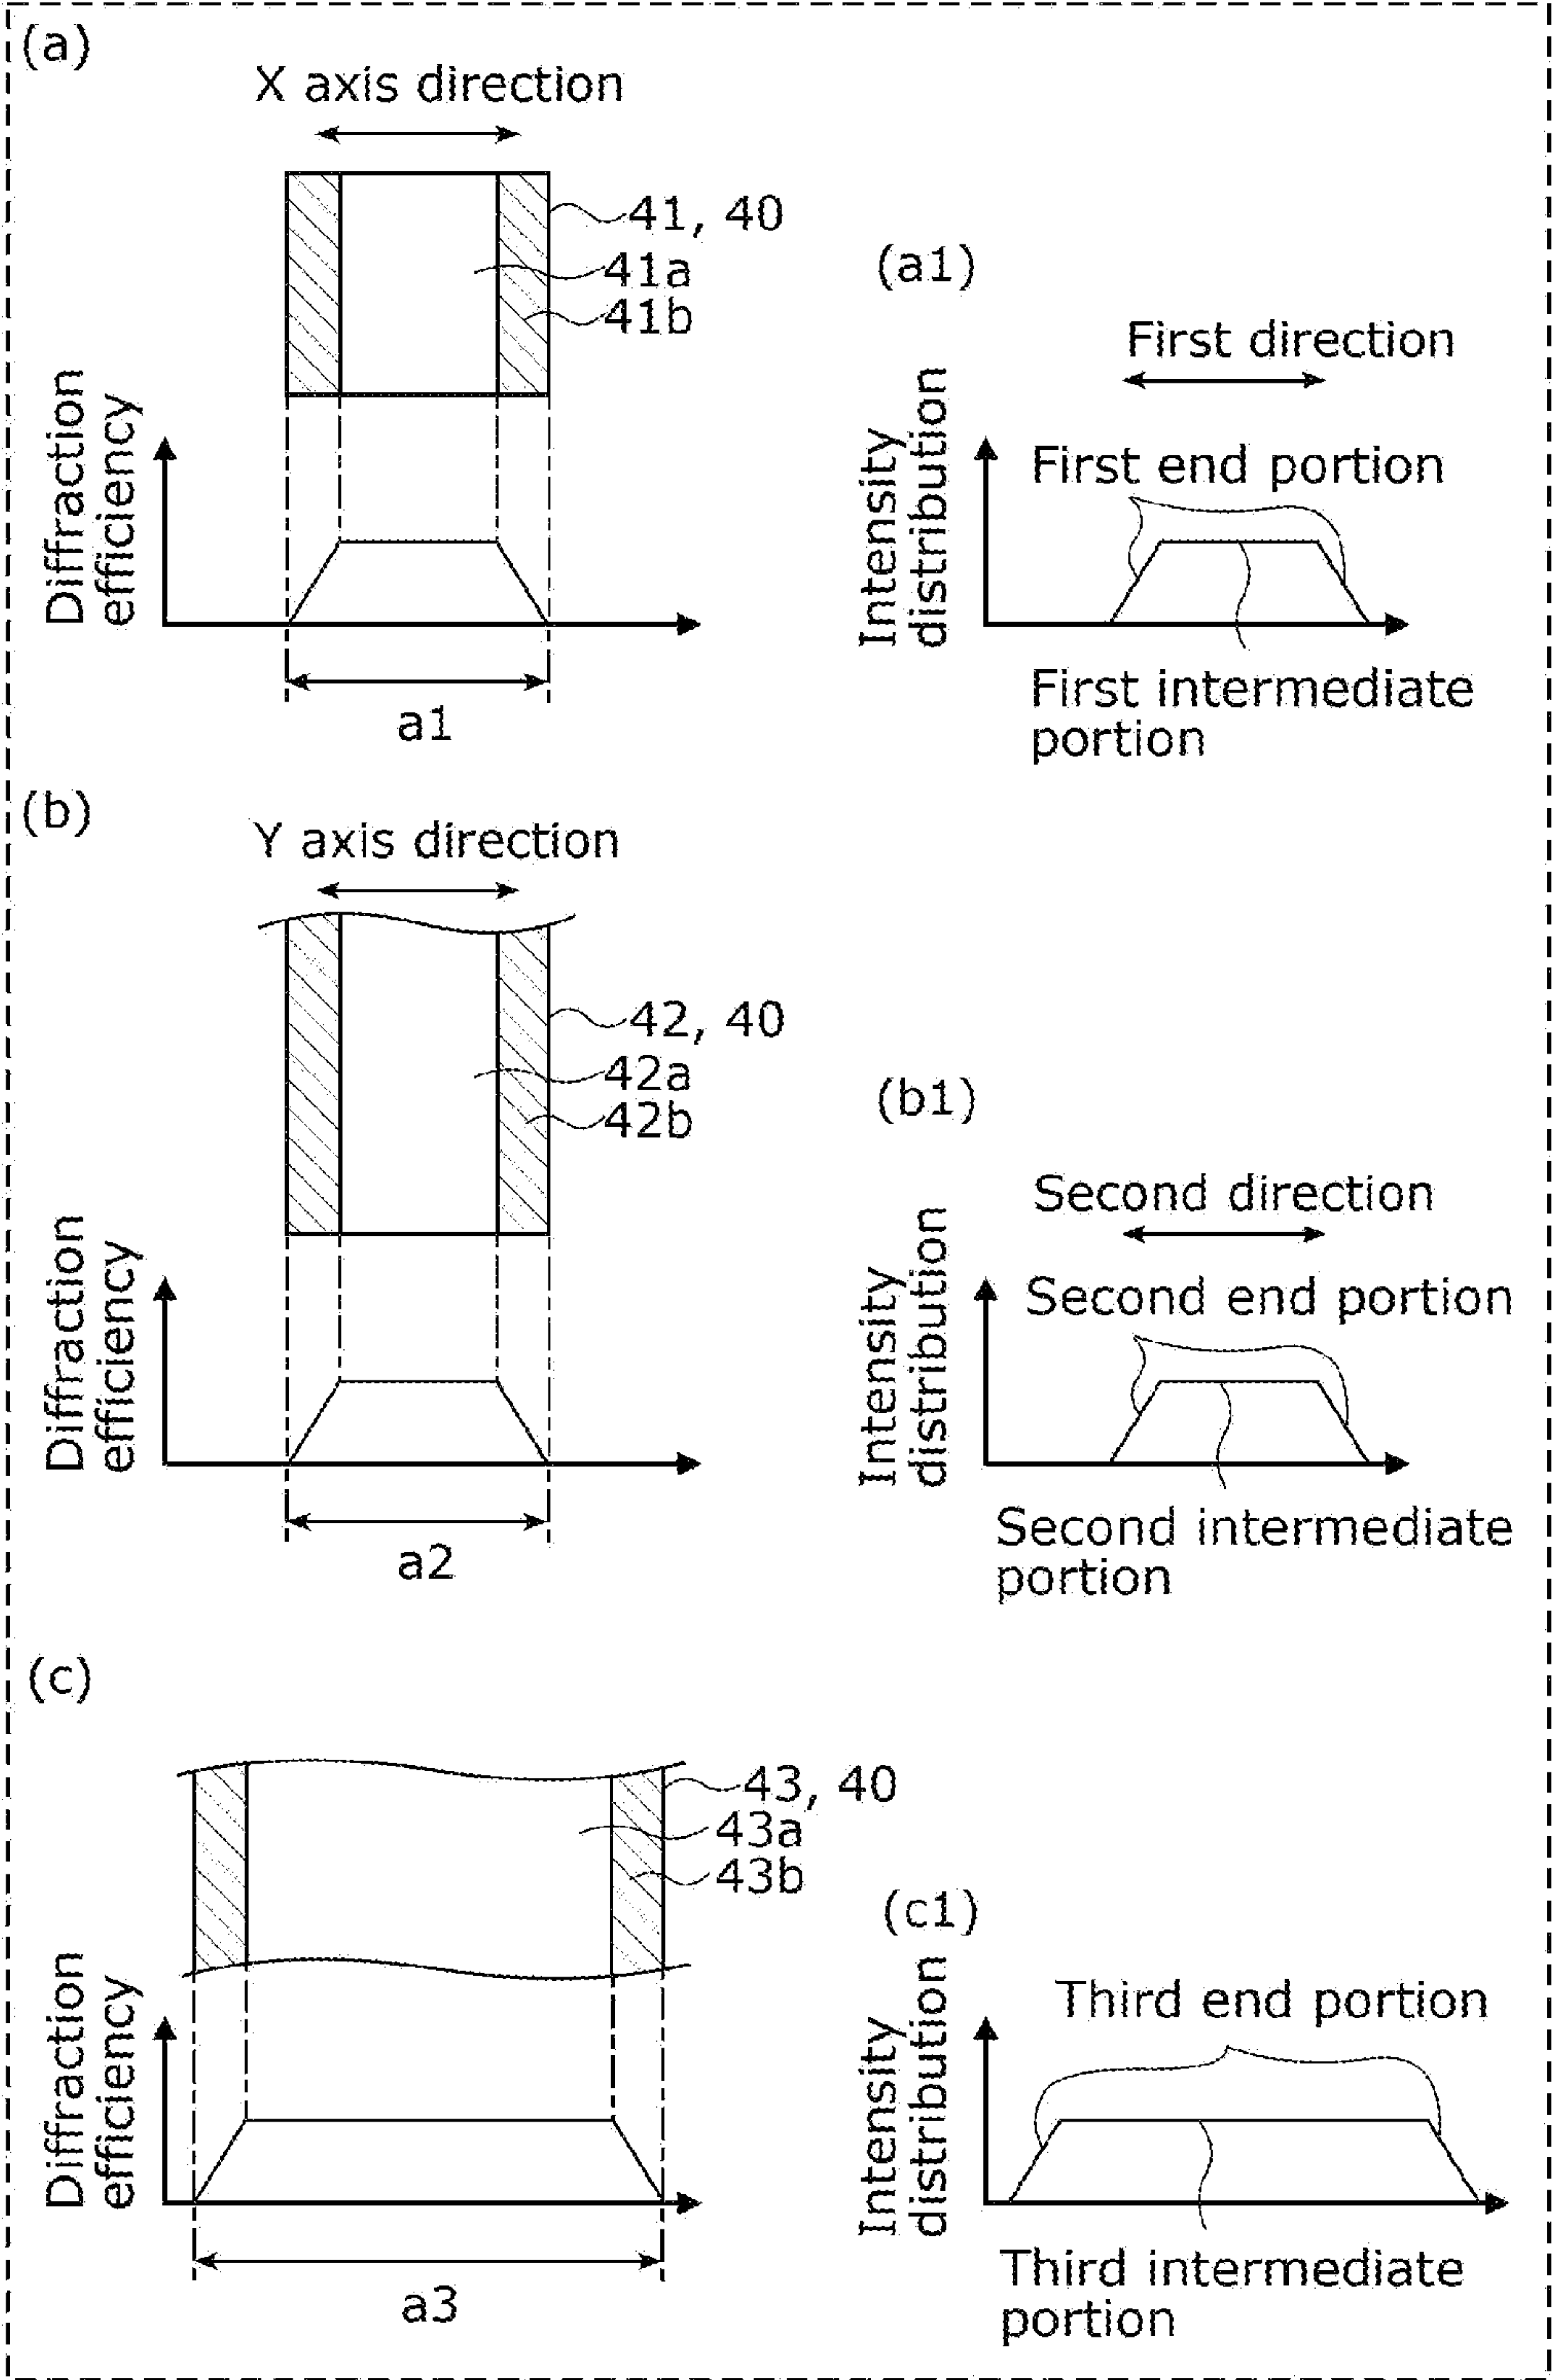 (a)
X axis direction
41, 40
41a
41b
Diffraction
efficiency
a1
(a1)
First direction
Intensity
distribution
First end portion
First intermediate
portion
(b)
Y axis direction
42, 40
42a
42b
Diffraction
efficiency
a2
(b1)
Second direction
Intensity
distribution
Second end portion
Second intermediate
portion
(c)
43, 40
43a
43b
Diffraction
efficiency
a3
(c1)
Intensity
distribution
Third end portion
Third intermediate
portion